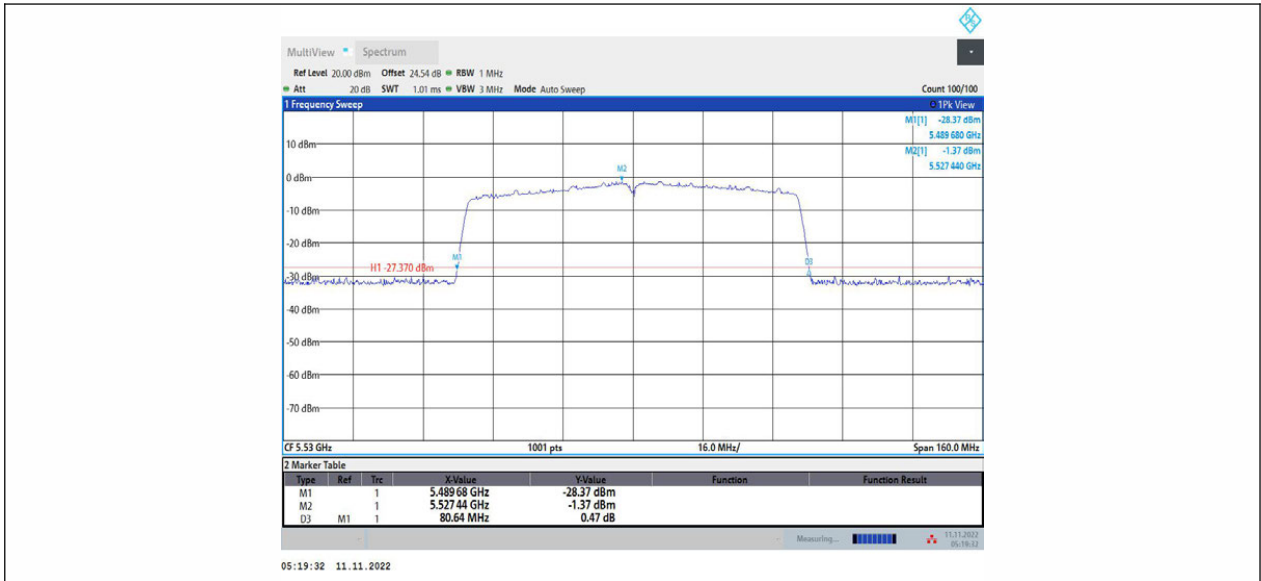 MultiView Spectrum
Ref Level 20.00 dBm Offset 24.54 dB RBW 1 MHz
Att 20 dB SWT 1.01 ms VBW 3 MHz Mode Auto Sweep Count 100/100
1 Frequency Sweep 1Pk View
M1[1] -28.37 dBm
5.489 680 GHz
10 dBm
M2[1] -1.37 dBm
5.527 440 GHz
M2
0 dBm
-10 dBm
-20 dBm
M1
D3
H1 -27.370 dBm
-30 dBm
-40 dBm
-50 dBm
-60 dBm
-70 dBm
CF 5.53 GHz 1001 pts 16.0 MHz/ Span 160.0 MHz
2 Marker Table
Type Ref Trc X-Value Y-Value Function Function Result
M1 1 5.489 68 GHz -28.37 dBm
M2 1 5.527 44 GHz -1.37 dBm
D3 M1 1 80.64 MHz 0.47 dB
Measuring... 11.11.2022
05:19:32
05:19:32 11.11.2022